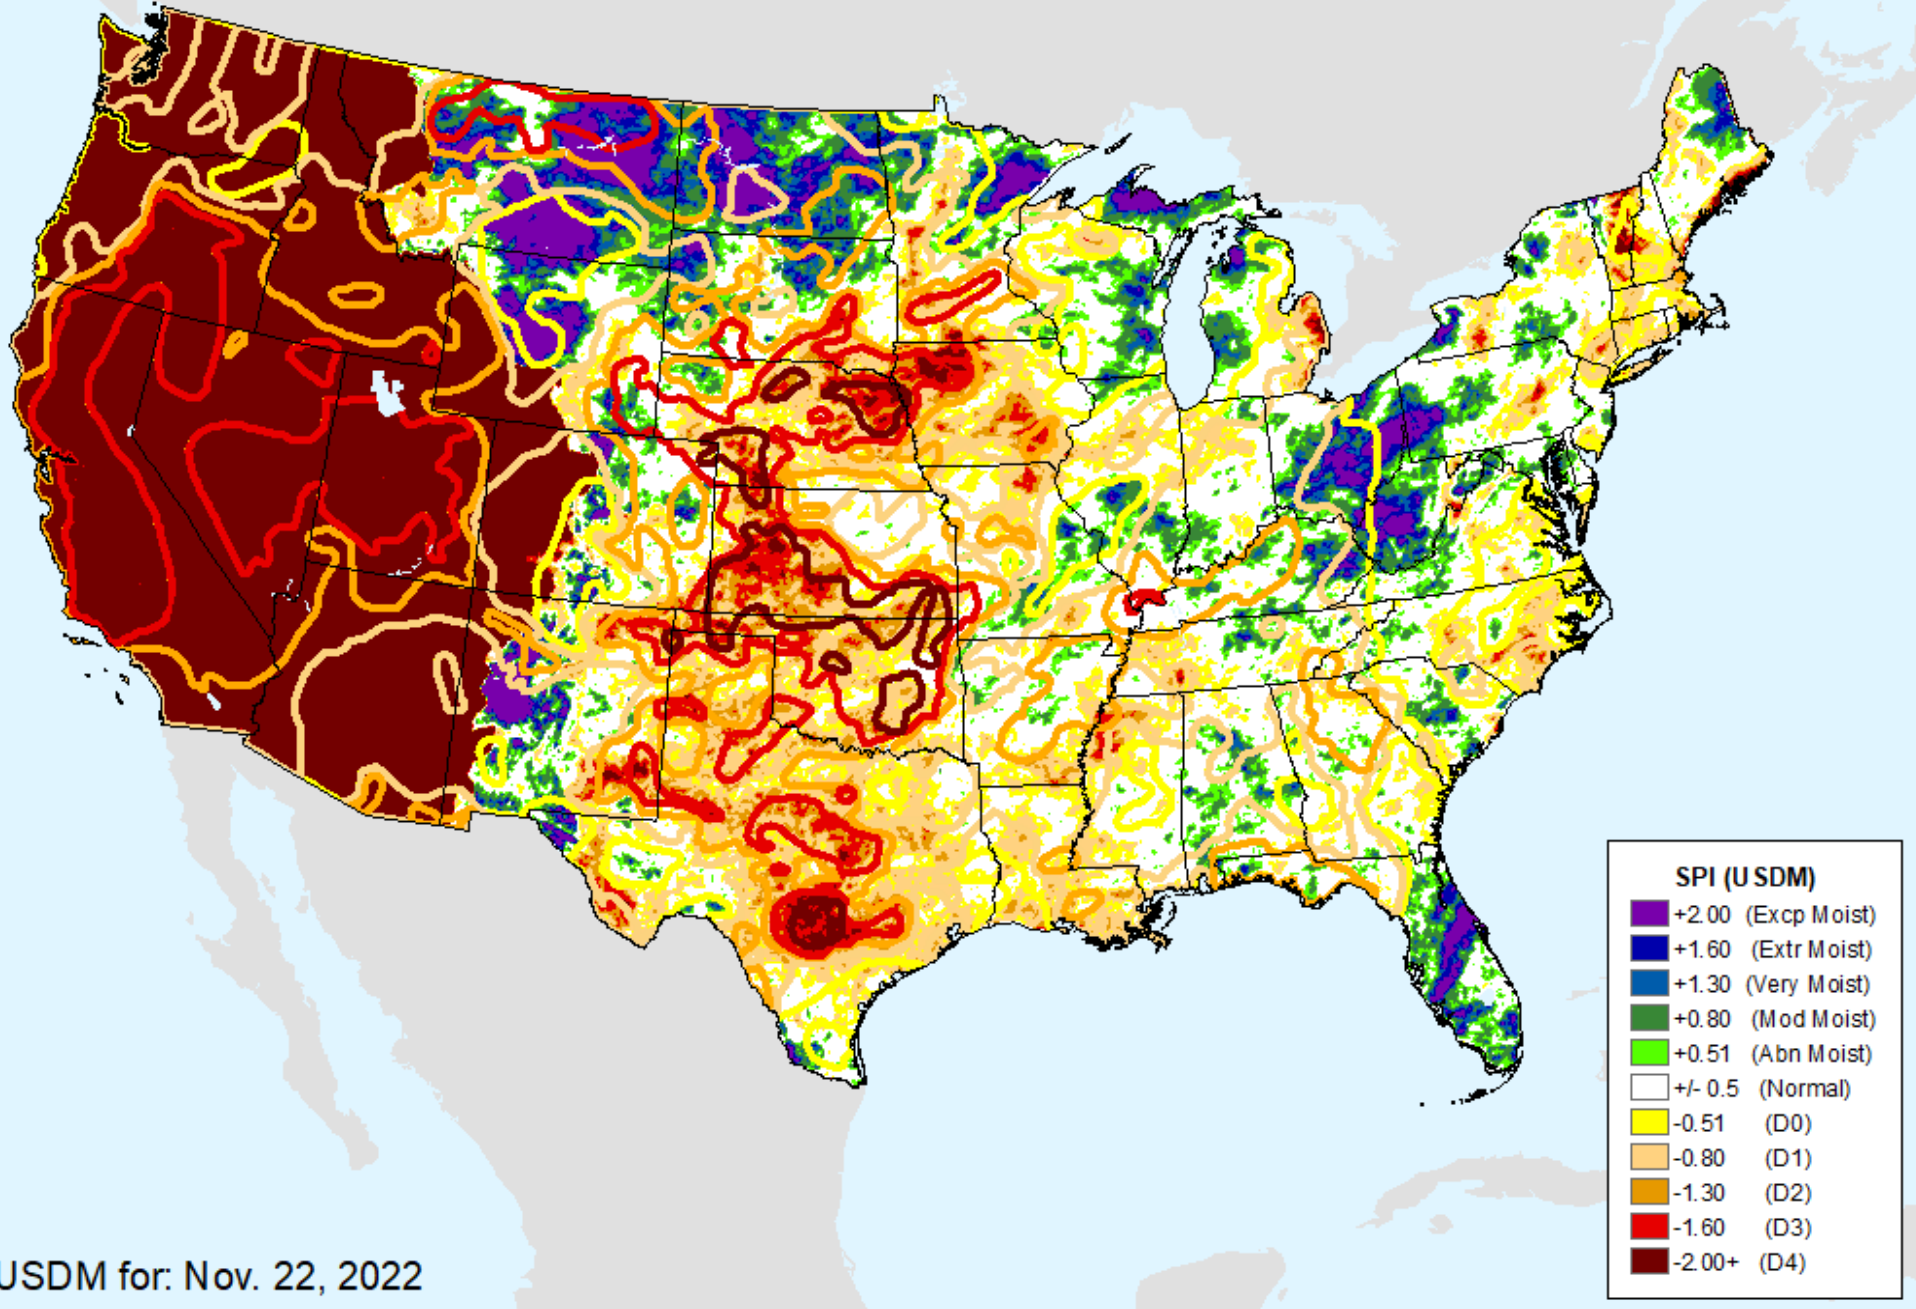 SPI (USDM)
+2.00 (Excp Moist)
+1.60 (Extr Moist)
+1.30 (Very Moist)
+0.80 (Mod Moist)
+0.51 (Abn Moist)
+/- 0.5 (Normal)
-0.51 (D0)
-0.80 (D1)
-1.30 (D2)
-1.60 (D3)
-2.00+ (D4)
USDM for: Nov. 22, 2022